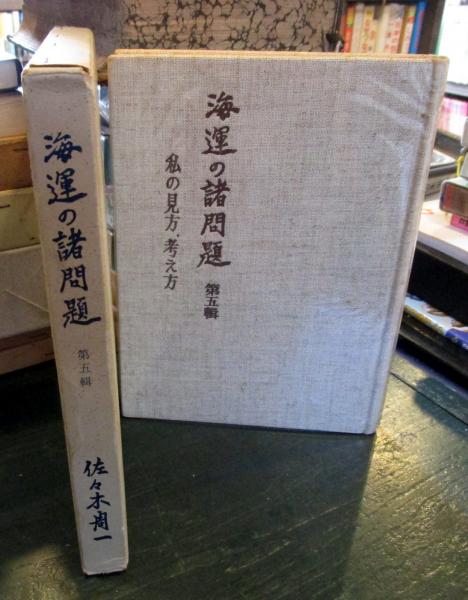 海運の諸問題
第五輯
佐々木周一
海運の諸問題 第五輯
私の見方、考え方